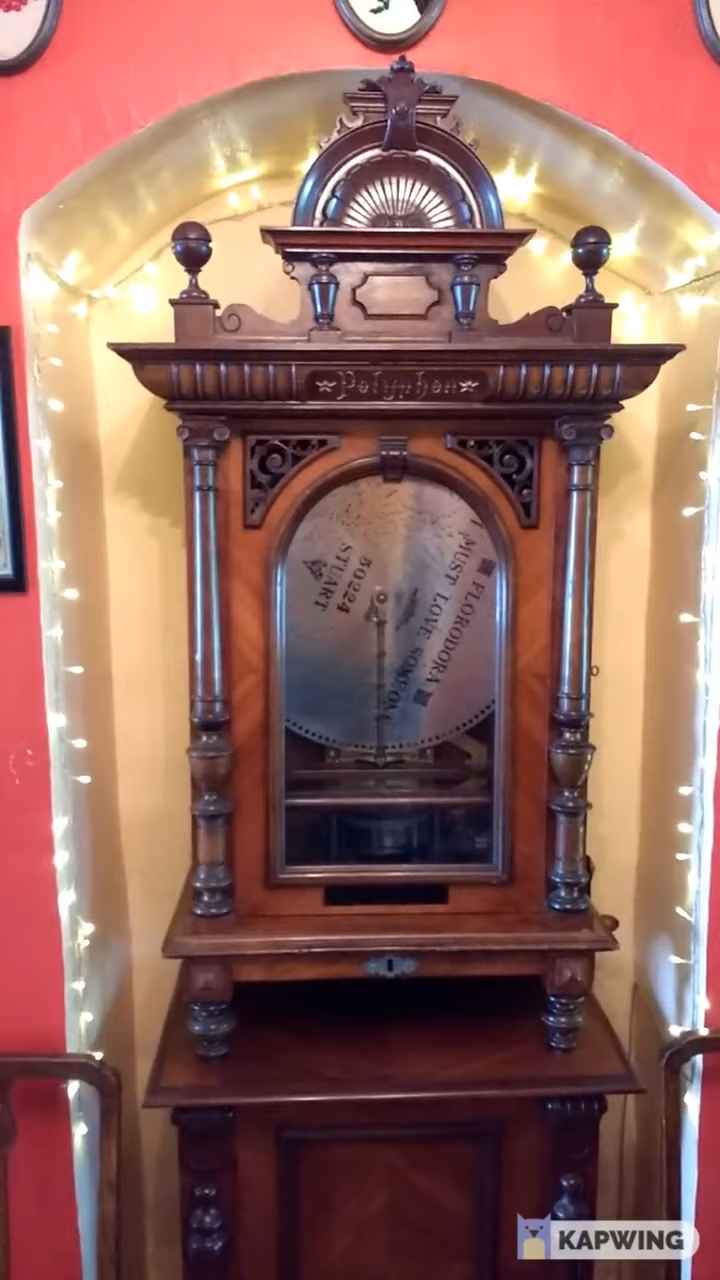 ★Polyphon★
50224
STUART
FLORODORA
I MUST LOVE SOMEONE
KAPWING